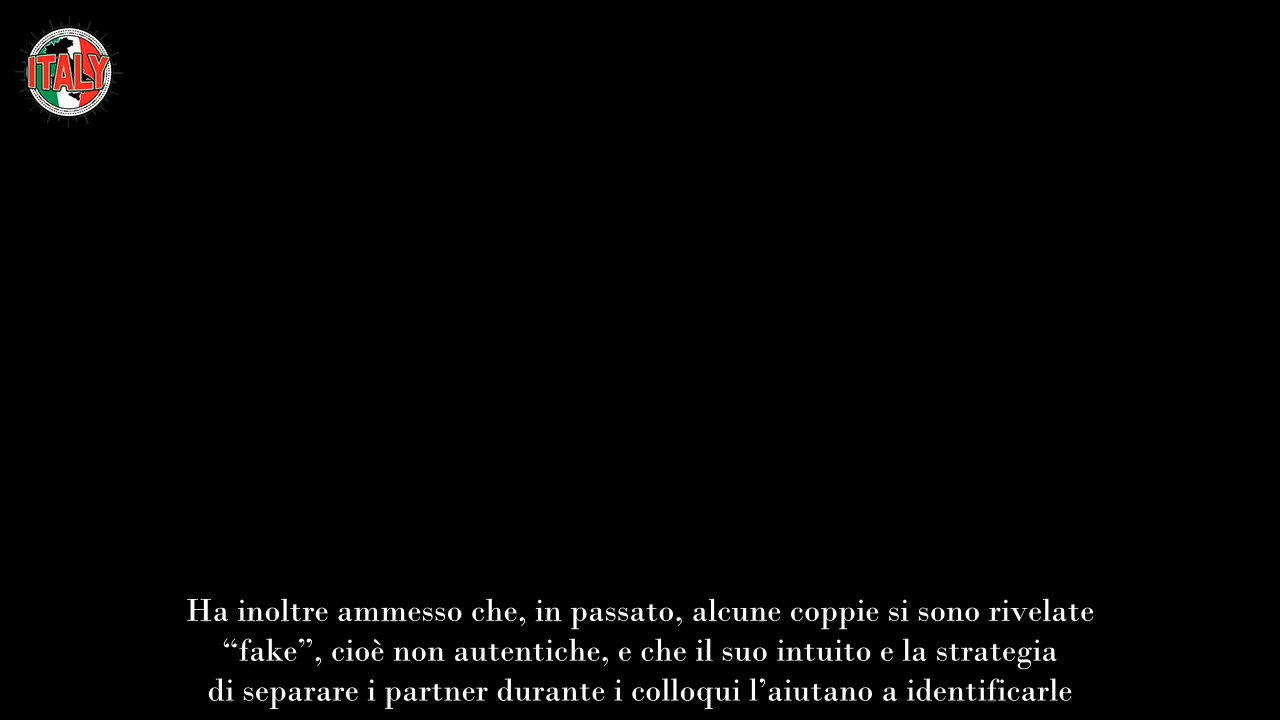 ITALY
Ha inoltre ammesso che, in passato, alcune coppie si sono rivelate
“fake”, cioè non autentiche, e che il suo intuito e la strategia
di separare i partner durante i colloqui l’aiutano a identificarle